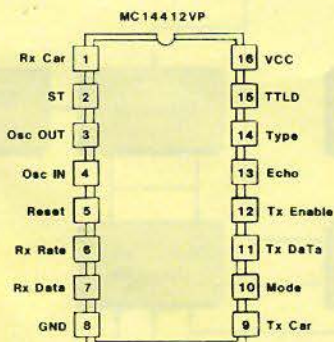 MC14412VP
Rx Car 1 16 VCC
ST 2 15 TTLD
Osc OUT 3 14 Type
Osc IN 4 13 Echo
Reset 5 12 Tx Enable
Rx Rate 6 11 Tx DaTa
Rx Data 7 10 Mode
GND 8 9 Tx Car